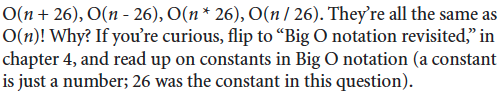 O(n + 26), O(n - 26), O(n * 26), O(n / 26). They’re all the same as
O(n)! Why? If you’re curious, flip to “Big O notation revisited,” in
chapter 4, and read up on constants in Big O notation (a constant
is just a number; 26 was the constant in this question).